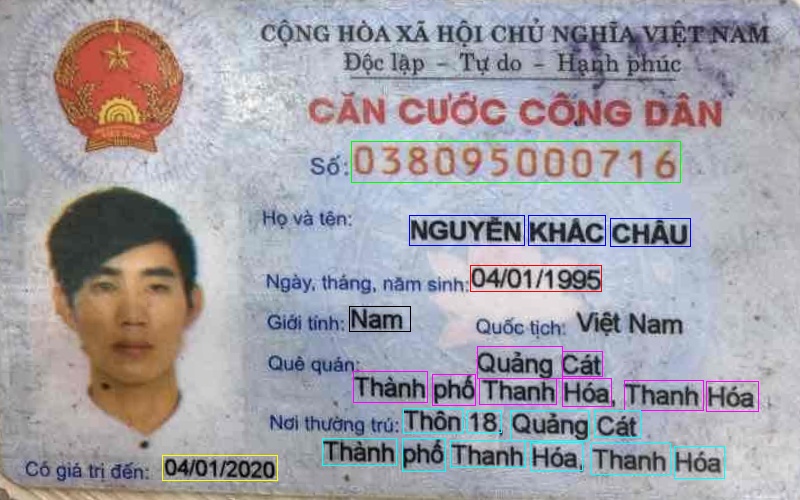 CỘNG HÒA XÃ HỘI CHỦ NGHĨA VIỆT NAM
Độc lập - Tự do - Hạnh phúc
CĂN CƯỚC CÔNG DÂN
Số: 038095000716
Họ và tên: NGUYỄN KHẮC CHÂU
Ngày, tháng, năm sinh: 04/01/1995
Giới tính: Nam Quốc tịch: Việt Nam
Quê quán: Quảng Cát
Thành phố Thanh Hóa, Thanh Hóa
Nơi thường trú: Thôn 18, Quảng Cát
Thành phố Thanh Hóa, Thanh Hóa
Có giá trị đến: 04/01/2020